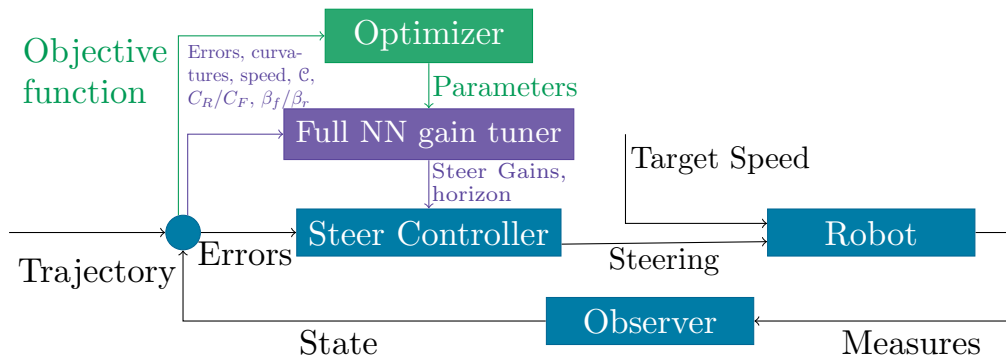 Optimizer
Objective
function
Errors, curva-
tures, speed, ℭ,
C_R/C_F, β_f/β_r
Parameters
Full NN gain tuner
Target Speed
Steer Gains,
horizon
Steer Controller
Robot
Trajectory
Errors
Steering
Observer
State
Measures